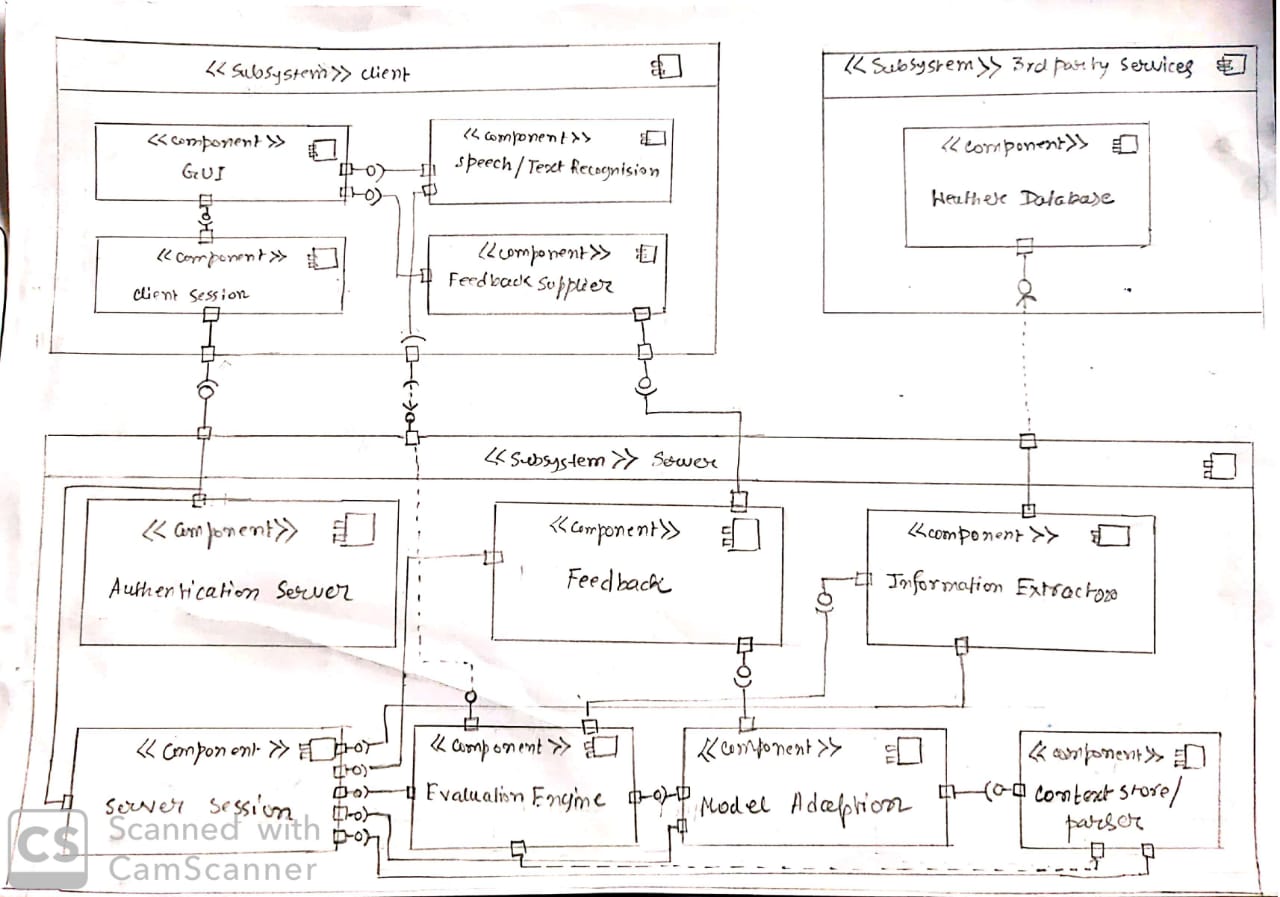 <<Subsystem>> client
<<component>>
GUI
<<component>>
Speech/Text Recognision
<<component>>
client session
<<component>>
Feedback Supplier
<<Subsystem>> 3rd party services
<<component>>
Weather Database
<<Subsystem>> Server
<<component>>
Authentication Server
<<component>>
Feedback
<<component>>
Information Extractor
<<component>>
server session
<<component>>
Evaluation Engine
<<component>>
Model Adaeption
<<component>>
context store/
parser
CS
Scanned with
CamScanner